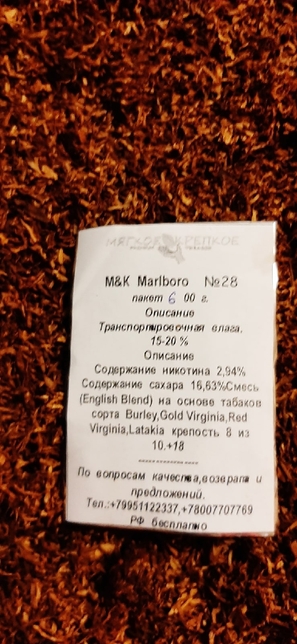 МЯГКОЕ КРЕПКОЕ
M&K Marlboro №28
пакет 6 00 г.
Описание
Транспортировочная влага.
15-20 %
Описание
Содержание никотина 2,94%
Содержание сахара 16,63%Смесь
(English Blend) на основе табаков
сорта Burley,Gold Virginia,Red
Virginia,Latakia крепость 8 из
10.+18
---------------
По вопросам качества,возврата и
предложений.
Тел.:+79951122337,+78007707769
РФ бесплатно